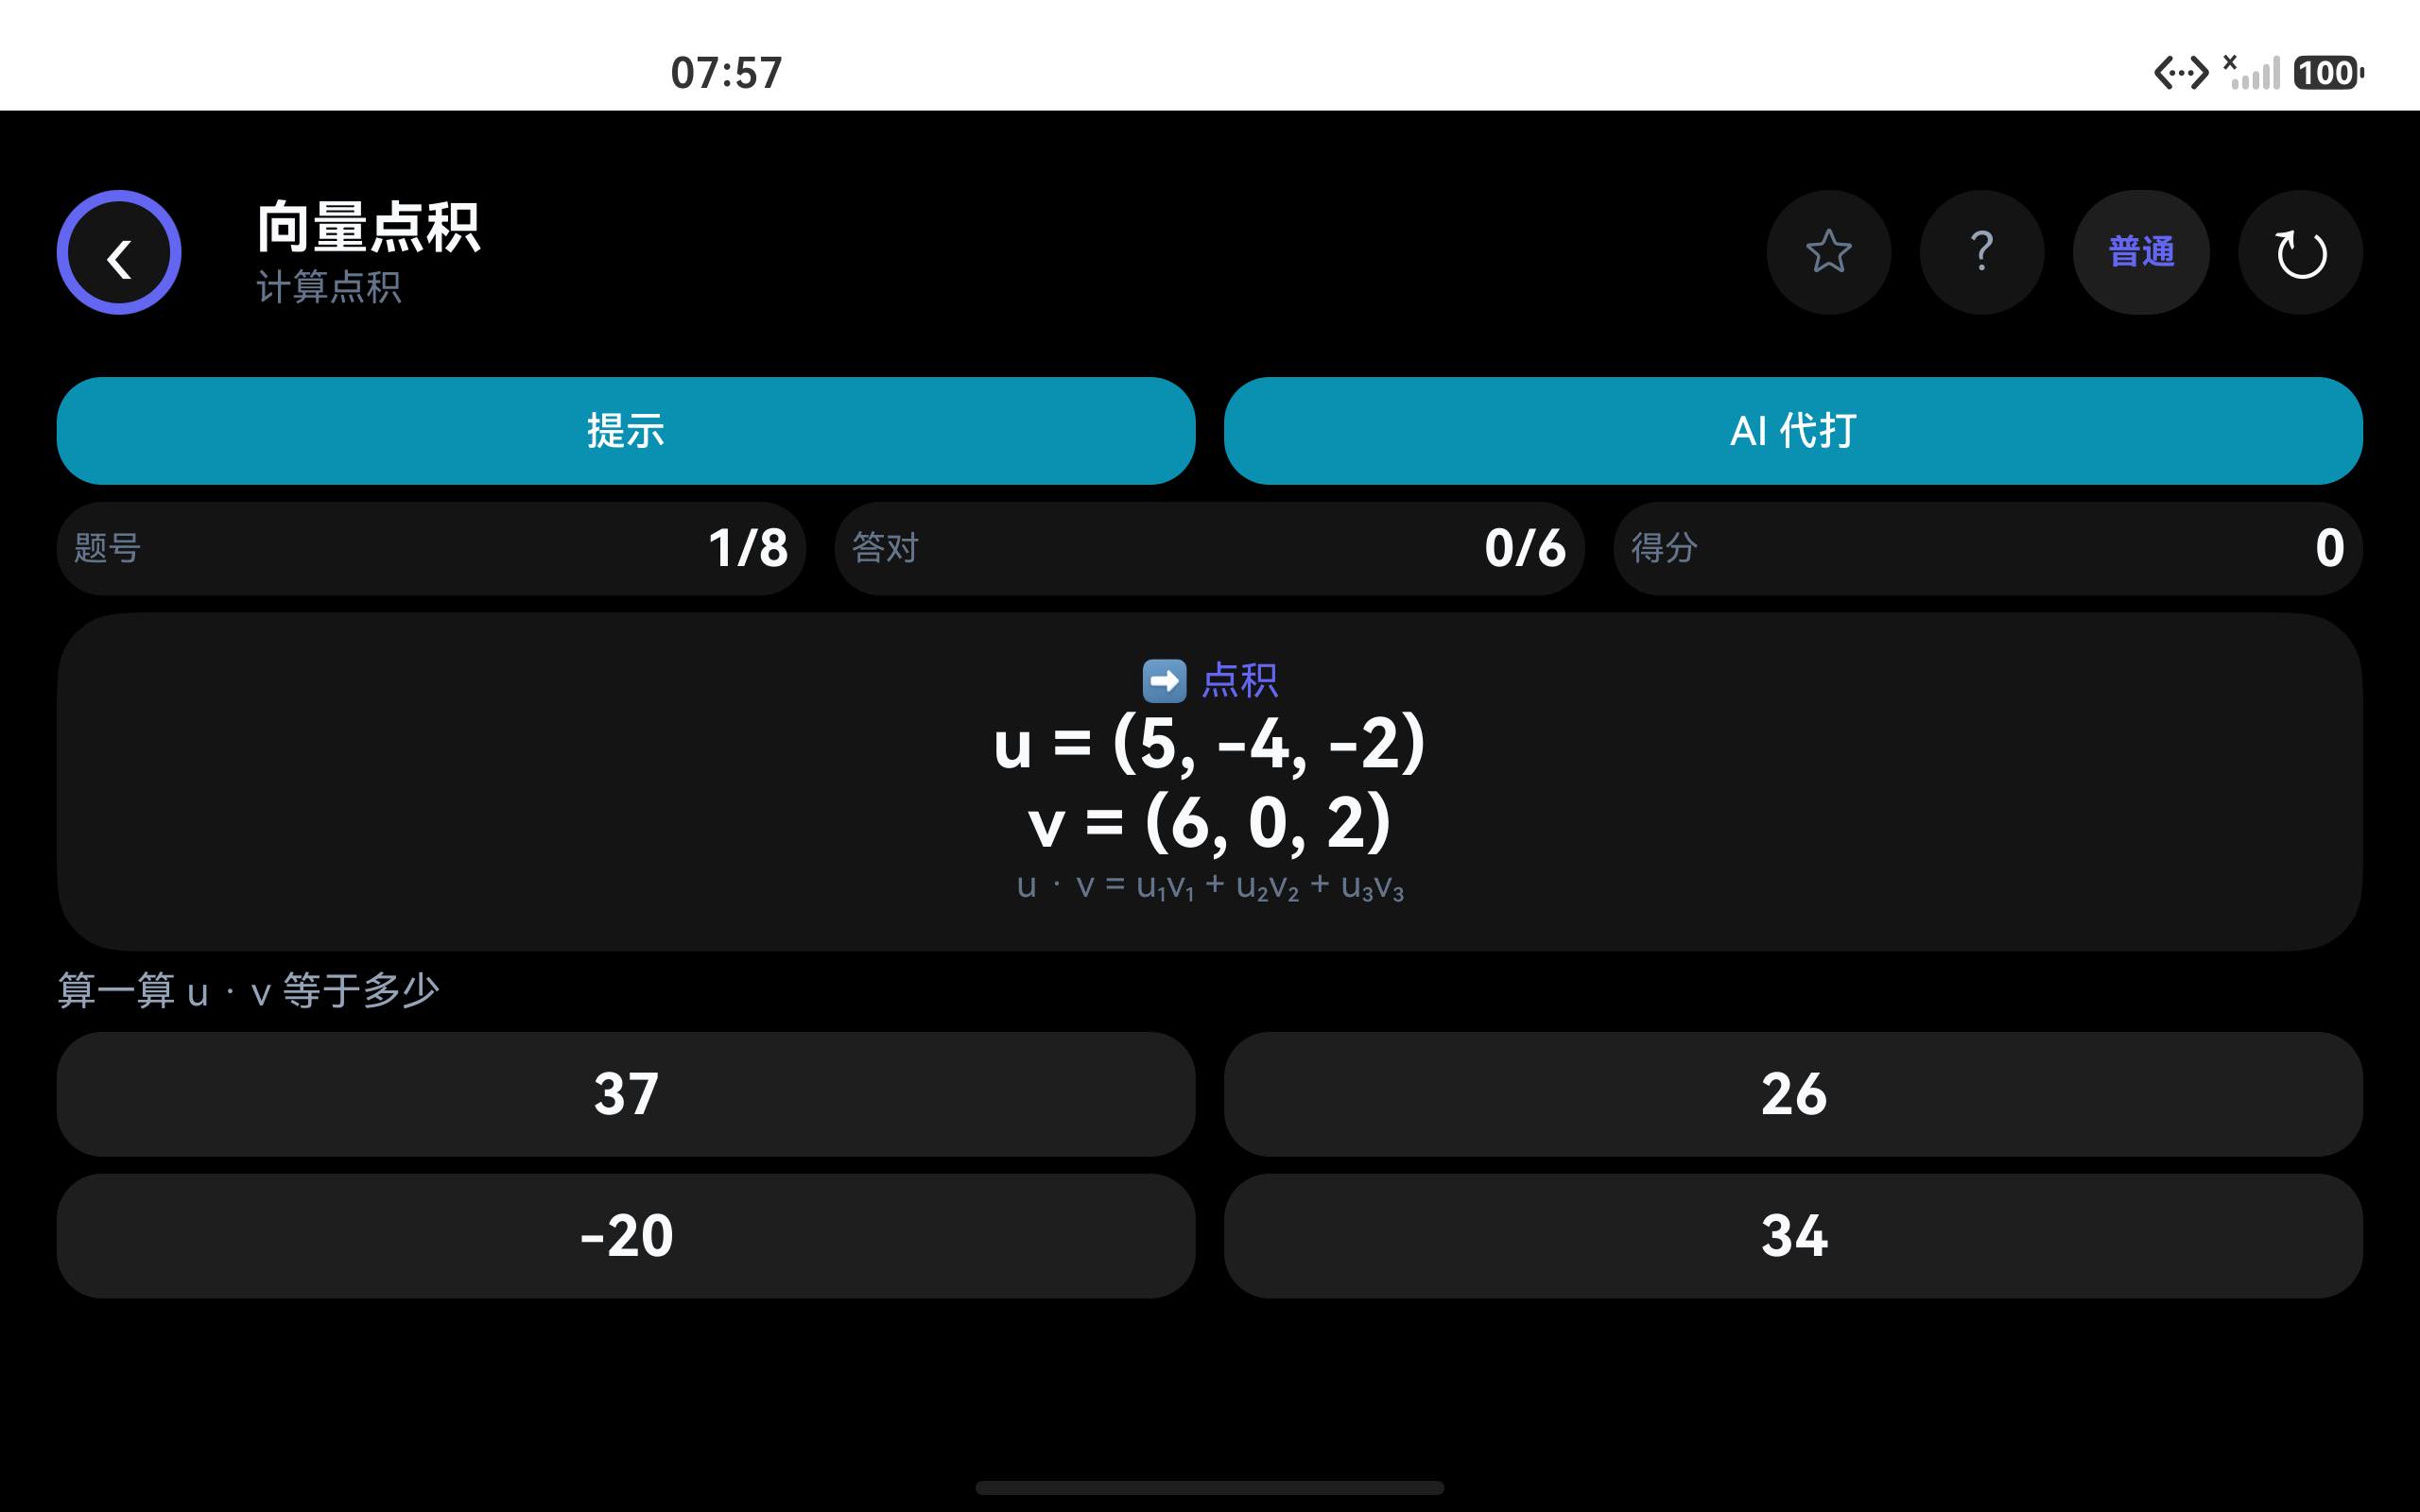 07:57
100
向量点积
计算点积
?
普通
提示
AI 代打
题号 1/8
答对 0/6
得分 0
➡️ 点积
u = (5, -4, -2)
v = (6, 0, 2)
u · v = u₁v₁ + u₂v₂ + u₃v₃
算一算 u · v 等于多少
37
26
-20
34